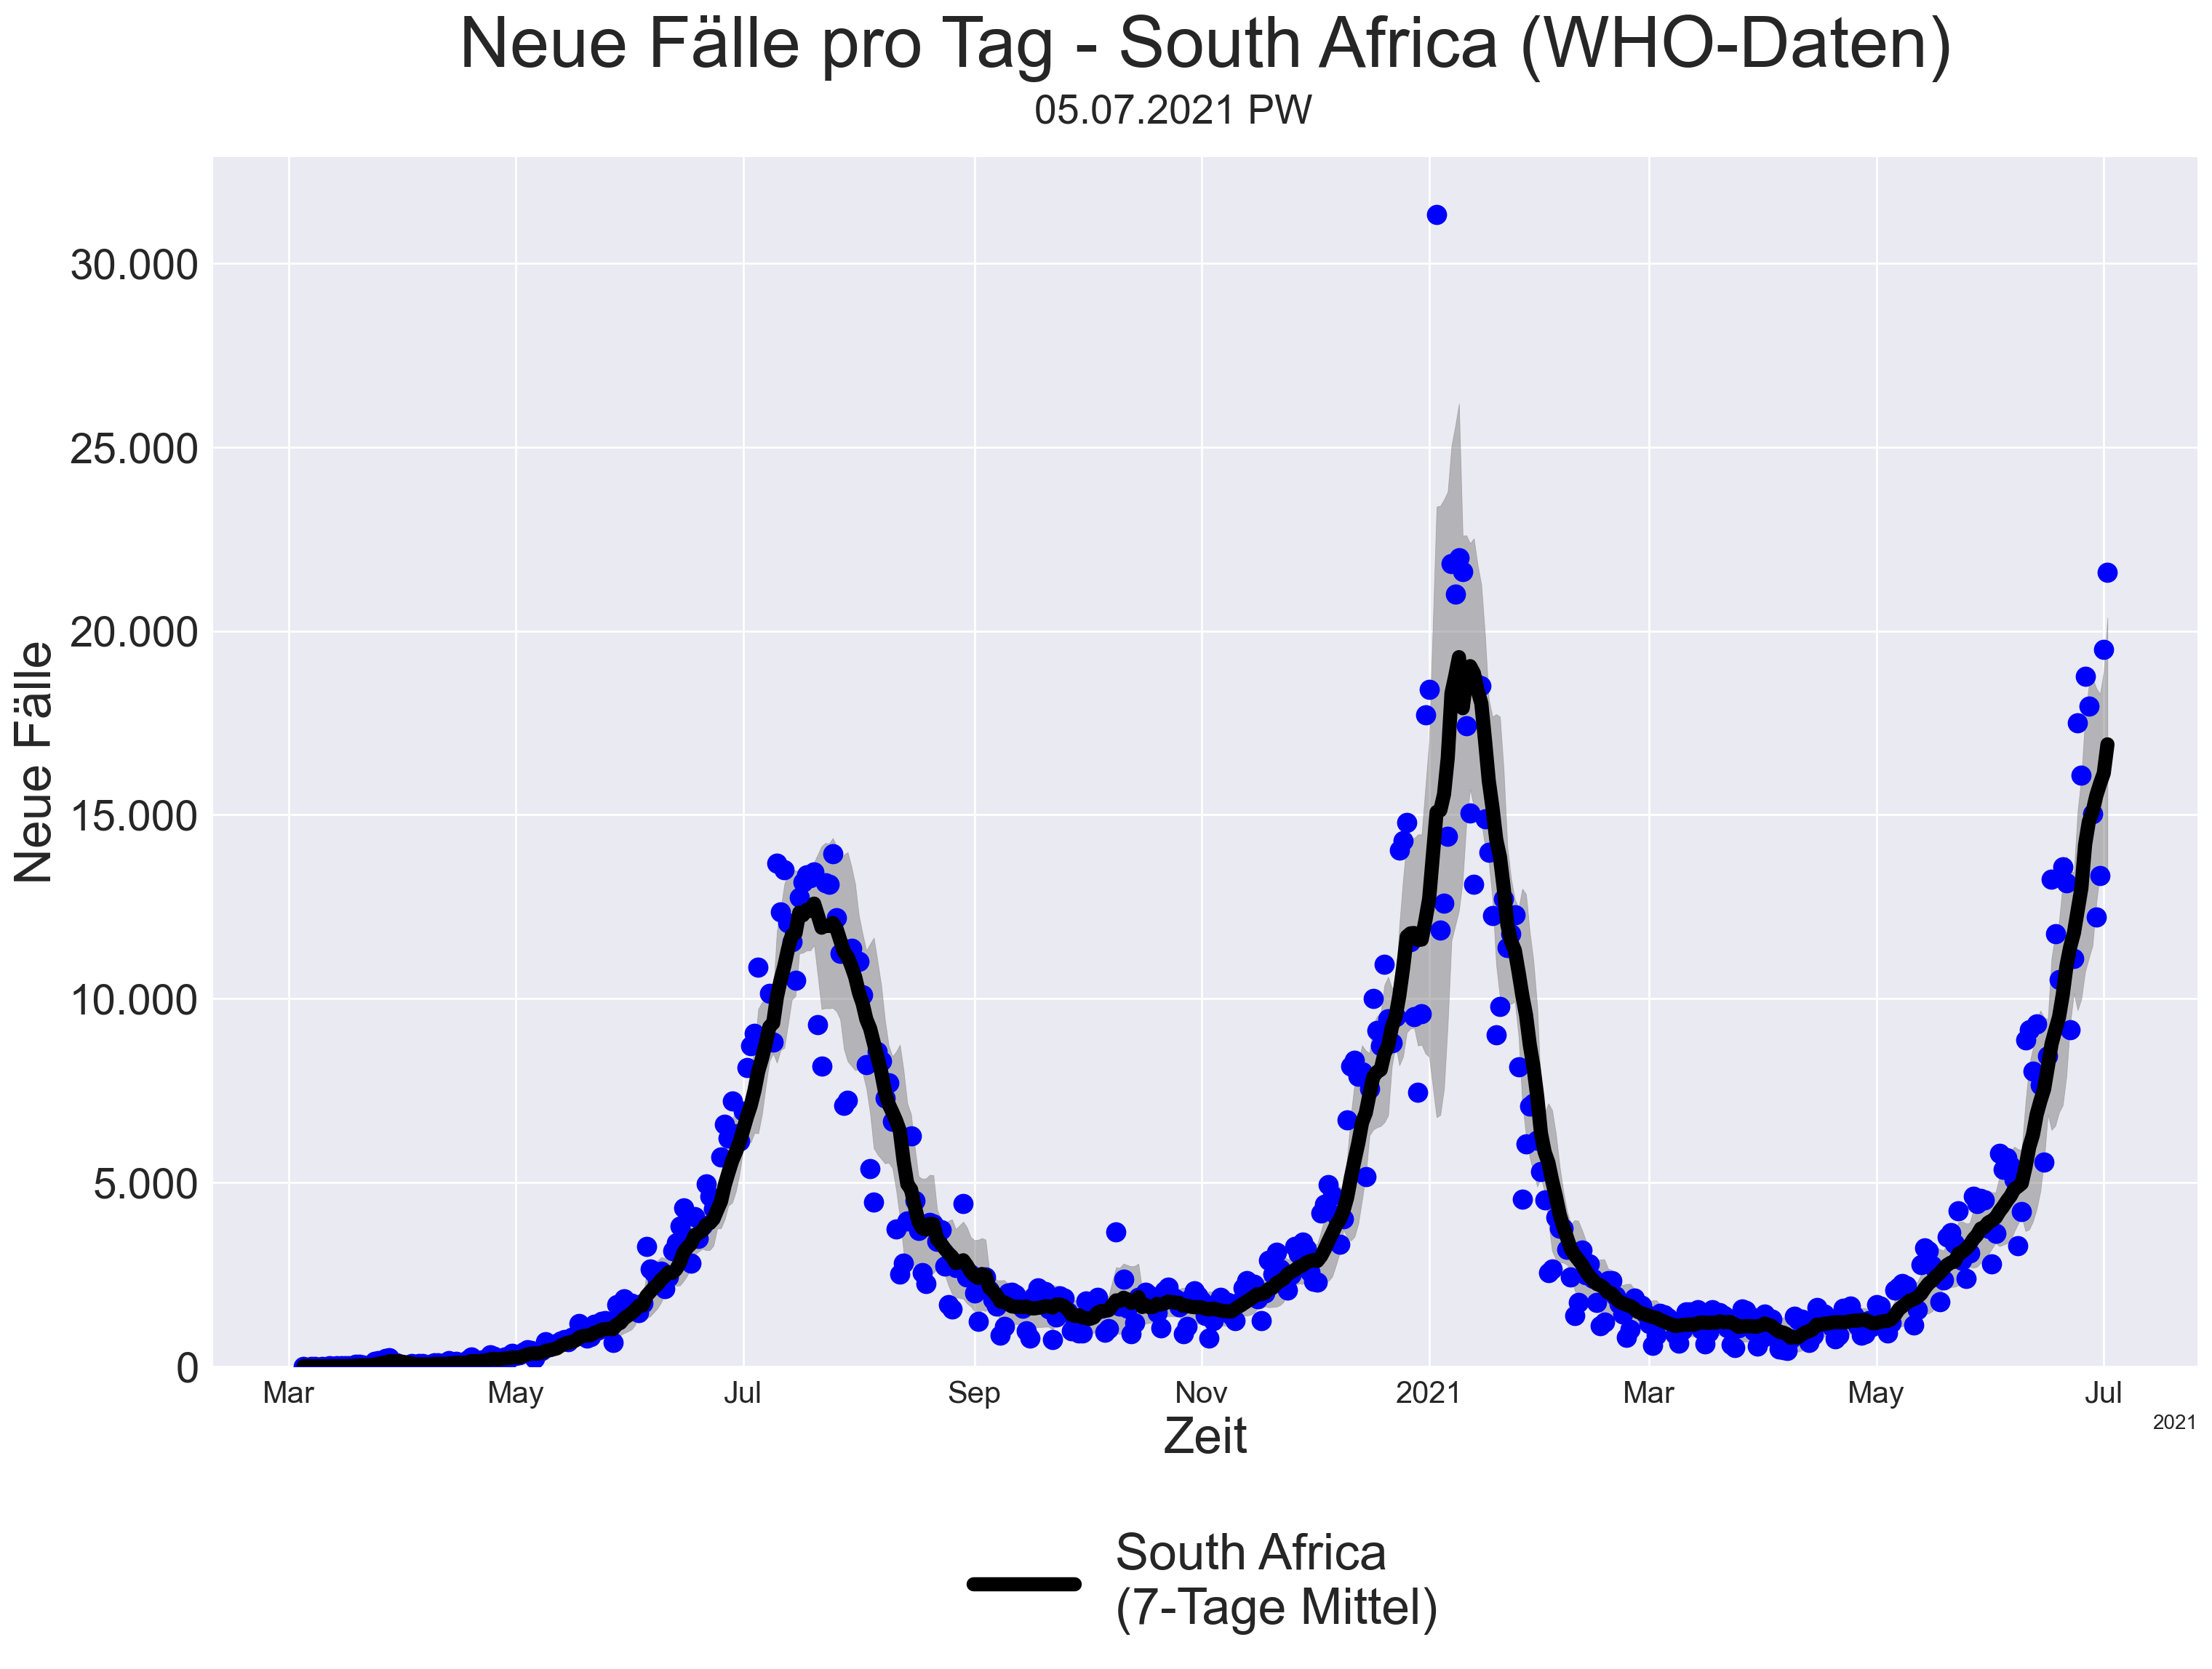 Neue Fälle pro Tag - South Africa (WHO-Daten)
05.07.2021 PW
Neue Fälle
30.000
25.000
20.000
15.000
10.000
5.000
0
Mar May Jul Sep Nov 2021 Mar May Jul
2021
Zeit
South Africa
(7-Tage Mittel)